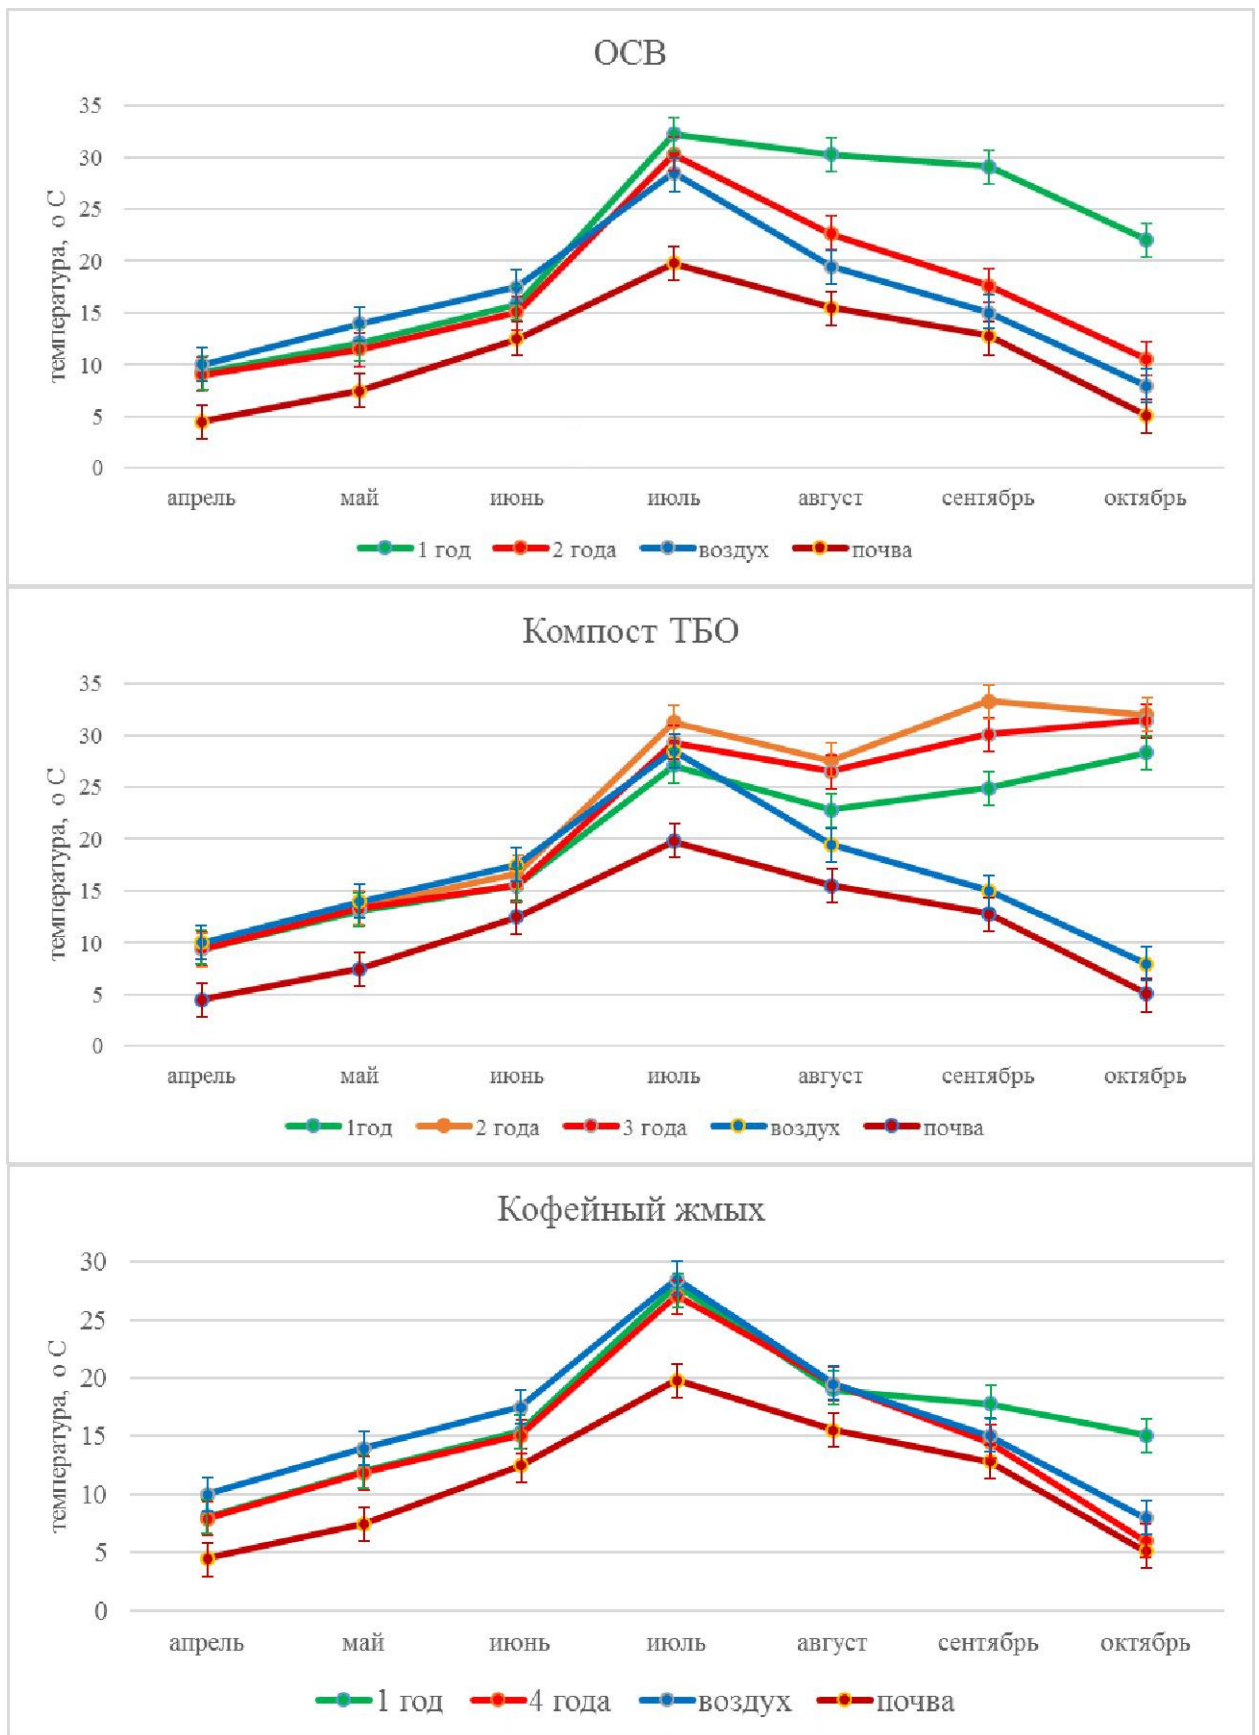 ОСВ
35
30
25
20
15
10
5
0
температура, о С
апрель май июнь июль август сентябрь октябрь
1 год 2 года воздух почва
Компост ТБО
35
30
25
20
15
10
5
0
температура, о С
апрель май июнь июль август сентябрь октябрь
1год 2 года 3 года воздух почва
Кофейный жмых
30
25
20
15
10
5
0
температура, о С
апрель май июнь июль август сентябрь октябрь
1 год 4 года воздух почва